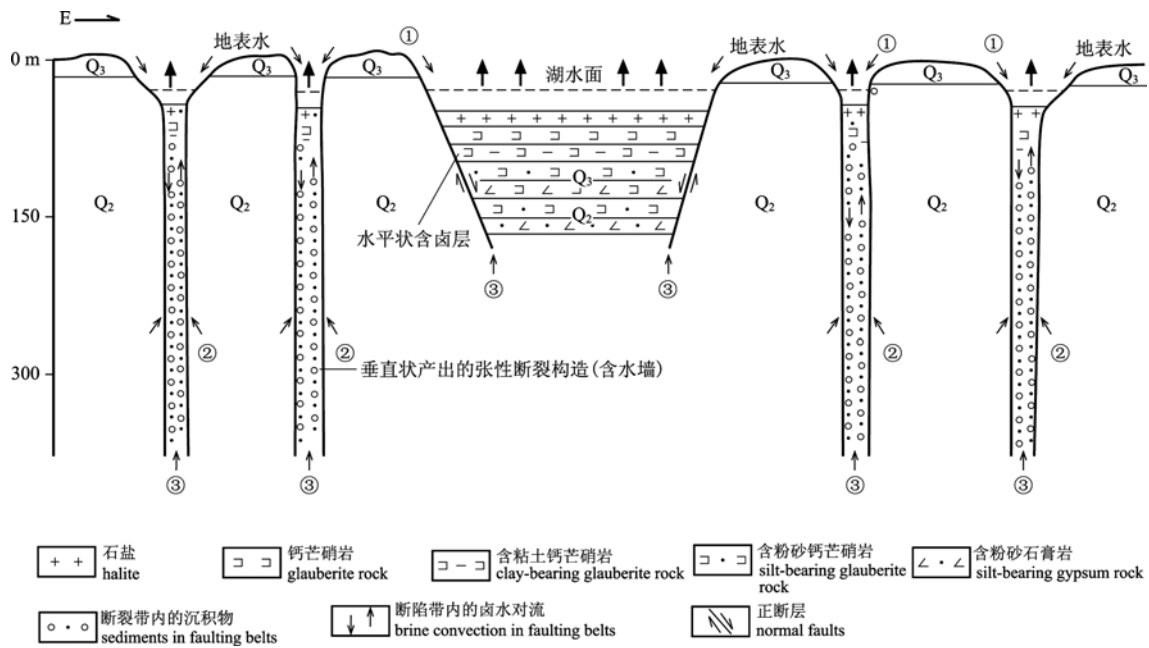 E
地表水 ① 地表水 ① ① 地表水
0 m
Q₃ Q₃ Q₃ 湖水面 Q₃ Q₃ Q₃
Q₂ Q₂ Q₂ Q₃ Q₂ Q₂ Q₂
Q₂
150
水平状含卤层
③ ③
② ② ② ②
垂直状产出的张性断裂构造(含水墙)
300
③ ③ ③ ③
石盐
halite
钙芒硝岩
glauberite rock
含粘土钙芒硝岩
clay-bearing glauberite rock
含粉砂钙芒硝岩
silt-bearing glauberite
rock
含粉砂石膏岩
silt-bearing gypsum rock
断裂带内的沉积物
sediments in faulting belts
断陷带内的卤水对流
brine convection in faulting belts
正断层
normal faults